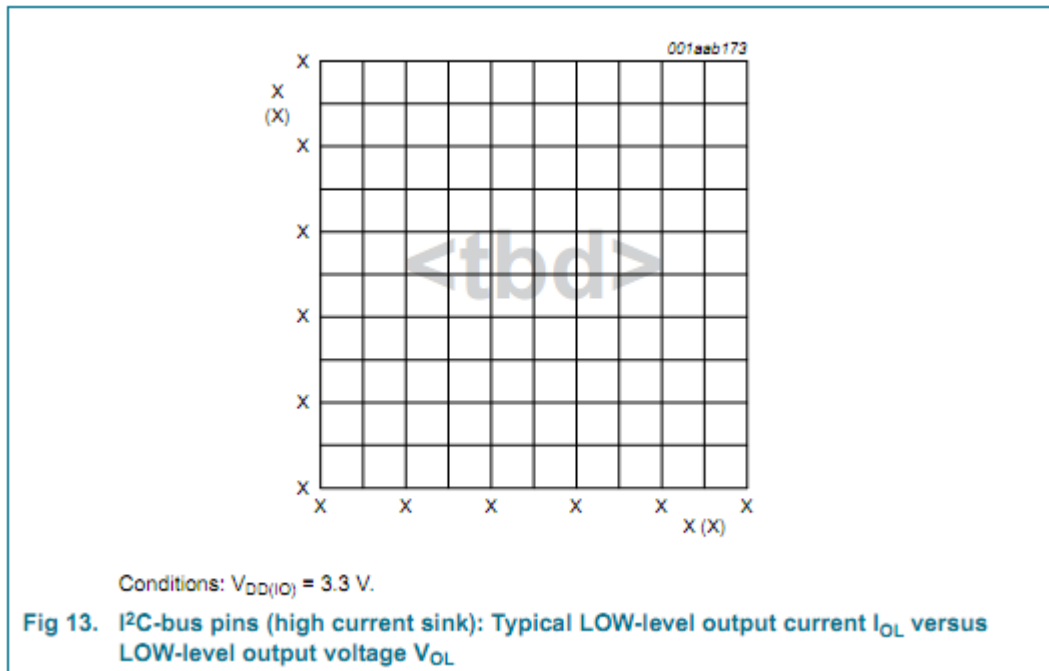 001aab173
X
X
(X)
X
X
<tbd>
X
X
X
X X X X X X
X (X)
Conditions: VDD(IO) = 3.3 V.
Fig 13. I²C-bus pins (high current sink): Typical LOW-level output current IOL versus
LOW-level output voltage VOL